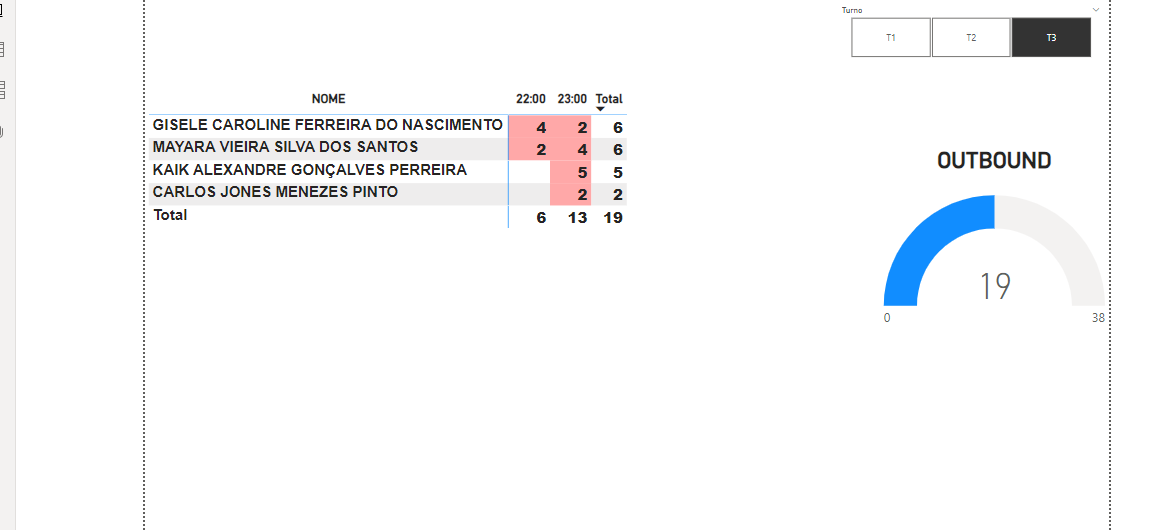 Turno
T1 T2 T3
NOME 22:00 23:00 Total
GISELE CAROLINE FERREIRA DO NASCIMENTO 4 2 6
MAYARA VIEIRA SILVA DOS SANTOS 2 4 6
KAIK ALEXANDRE GONÇALVES PERREIRA 5 5
CARLOS JONES MENEZES PINTO 2 2
Total 6 13 19
OUTBOUND
19
0 38